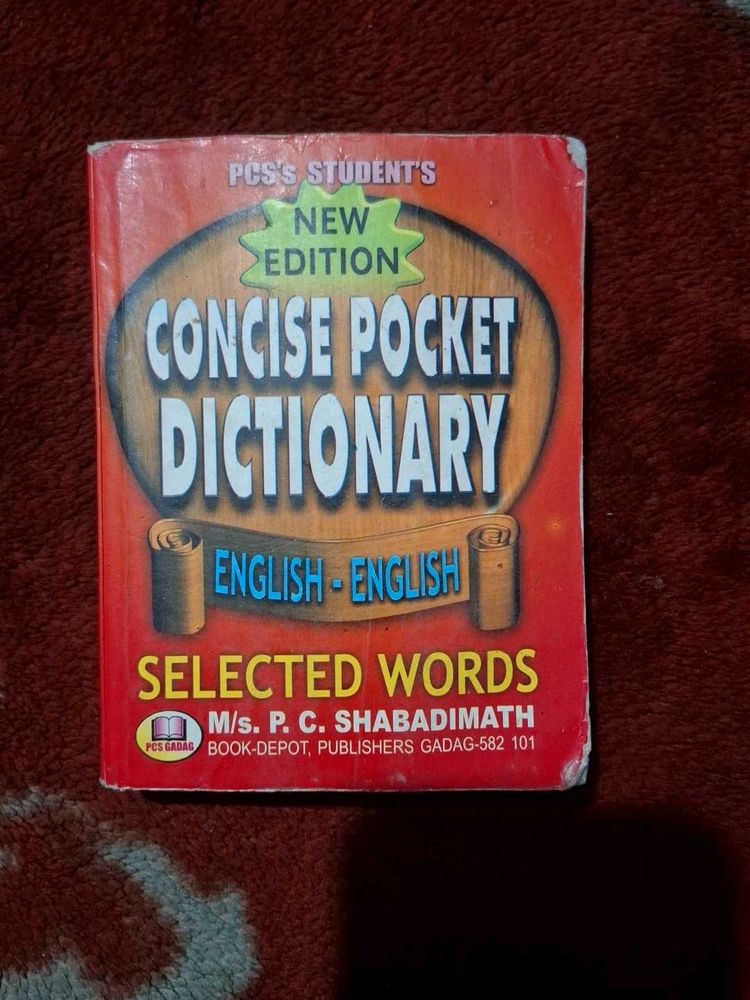 PCS's STUDENT'S
NEW
EDITION
CONCISE POCKET
DICTIONARY
ENGLISH - ENGLISH
SELECTED WORDS
PCS GADAG
M/s. P. C. SHABADIMATH
BOOK-DEPOT, PUBLISHERS GADAG-582 101